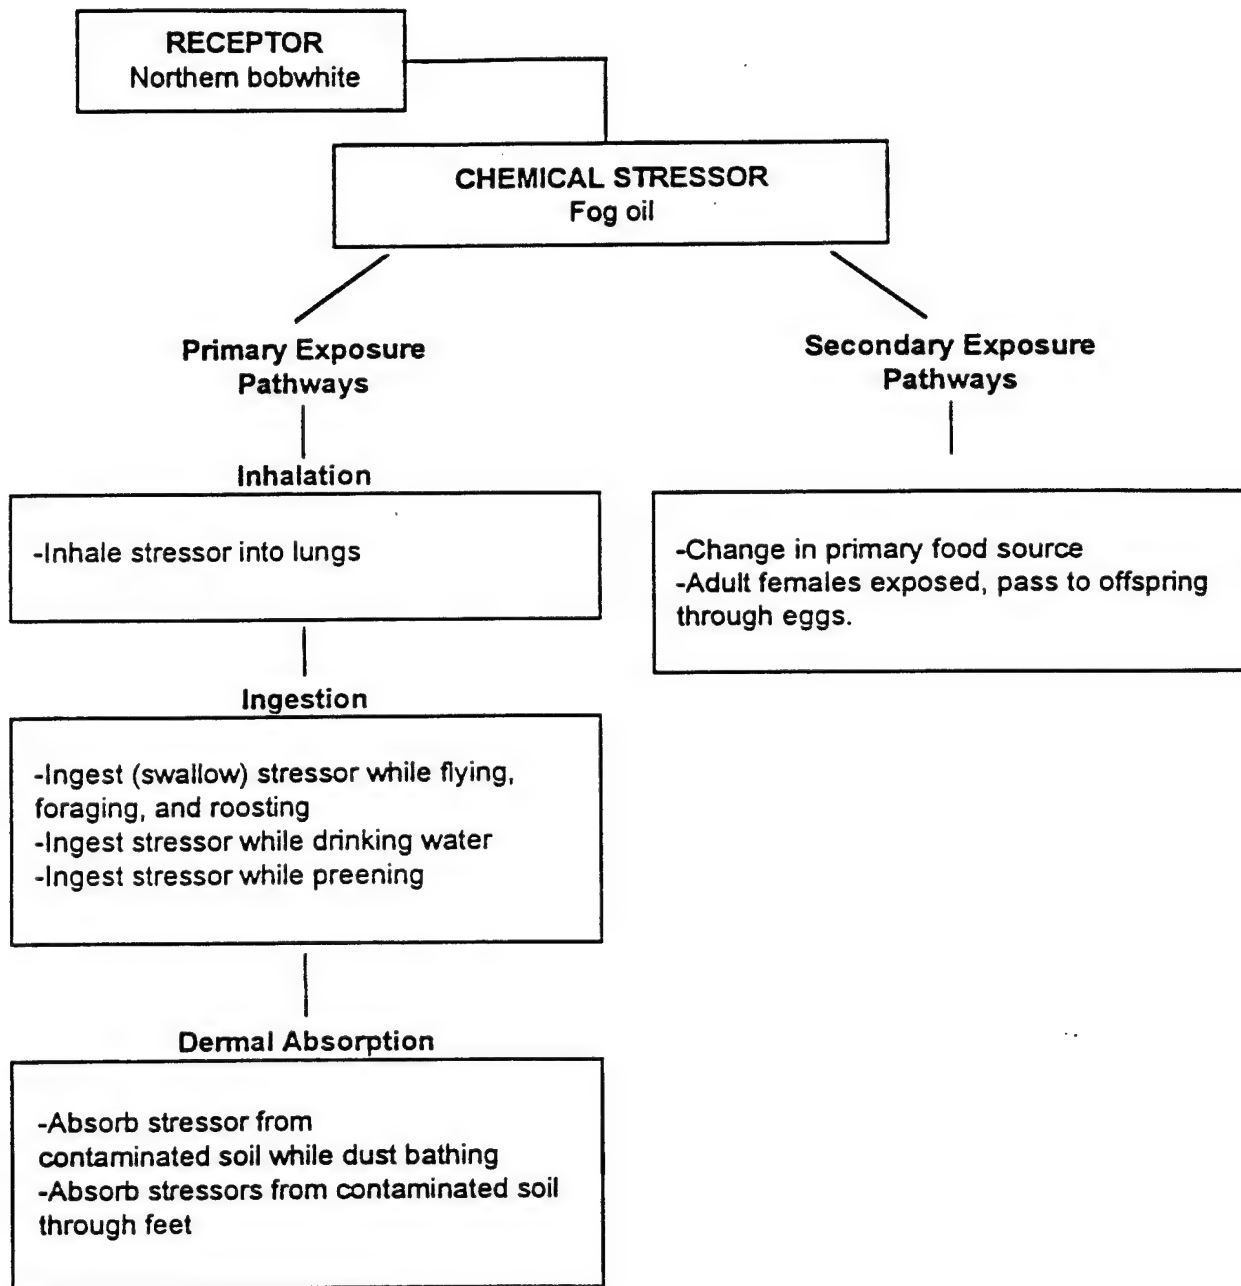 RECEPTOR
Northern bobwhite
CHEMICAL STRESSOR
Fog oil
Primary Exposure
Pathways
Inhalation
-Inhale stressor into lungs
Ingestion
-Ingest (swallow) stressor while flying,
foraging, and roosting
-Ingest stressor while drinking water
-Ingest stressor while preening
Dermal Absorption
-Absorb stressor from
contaminated soil while dust bathing
-Absorb stressors from contaminated soil
through feet
Secondary Exposure
Pathways
-Change in primary food source
-Adult females exposed, pass to offspring
through eggs.